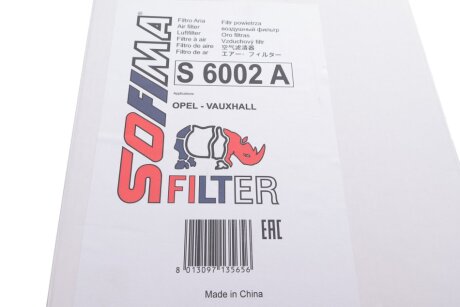 SOFIMA
®
Filtro Aria
Air filter
Luftfilter
Filtre à air
Filtro de aire
Filtro de ar
Filtr powietrza
воздушный фильтр
Oro filtras
Vzduchový filtr
空气滤清器
エアー・フィルター
S 6002 A
Applications
OPEL - VAUXHALL
FILTER
8 013097 135656
EAC
Made in China